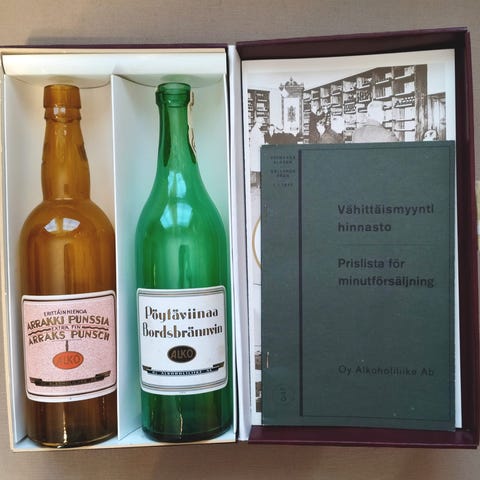 ERITTÄIN HIENOA
ARRAKKI PUNSSIA
EXTRA FIN
ARRAKS PUNSCH
ALKO
Pöytäviinaa
Bordsbrännvin
ALKO
O.Y. ALKOHOLILIIKE A.B.
Vähittäismyynti
hinnasto
Prislista för
minutförsäljning
Oy Alkoholiliike Ab